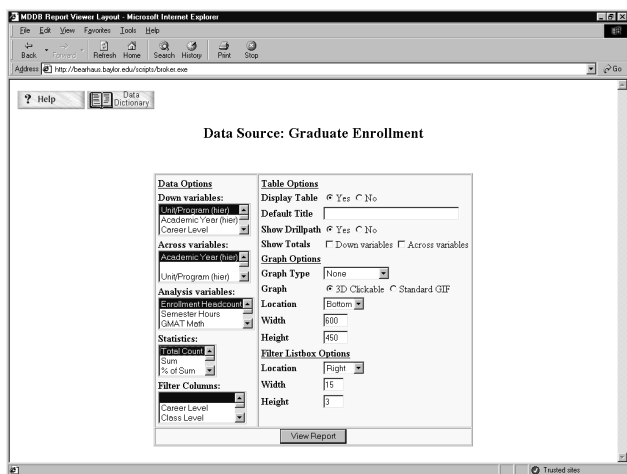 MDDB Report Viewer Layout - Microsoft Internet Explorer
File Edit View Favorites Tools Help
Back Forward Refresh Home Search History Print Stop
Address http://bearhaus.baylor.edu/scripts/broker.exe Go
? Help Data Dictionary
Data Source: Graduate Enrollment
Data Options
Down variables:
Unit/Program (hier)
Academic Year (hier)
Career Level
Across variables:
Academic Year (hier)
Unit/Program (hier)
Analysis variables:
Enrollment Headcount
Semester Hours
GMAT Math
Statistics:
Total Count
Sum
% of Sum
Filter Columns:
Career Level
Class Level
Table Options
Display Table Yes No
Default Title
Show Drillpath Yes No
Show Totals Down variables Across variables
Graph Options
Graph Type None
Graph 3D Clickable Standard GIF
Location Bottom
Width 600
Height 450
Filter Listbox Options
Location Right
Width 15
Height 3
View Report
Trusted sites